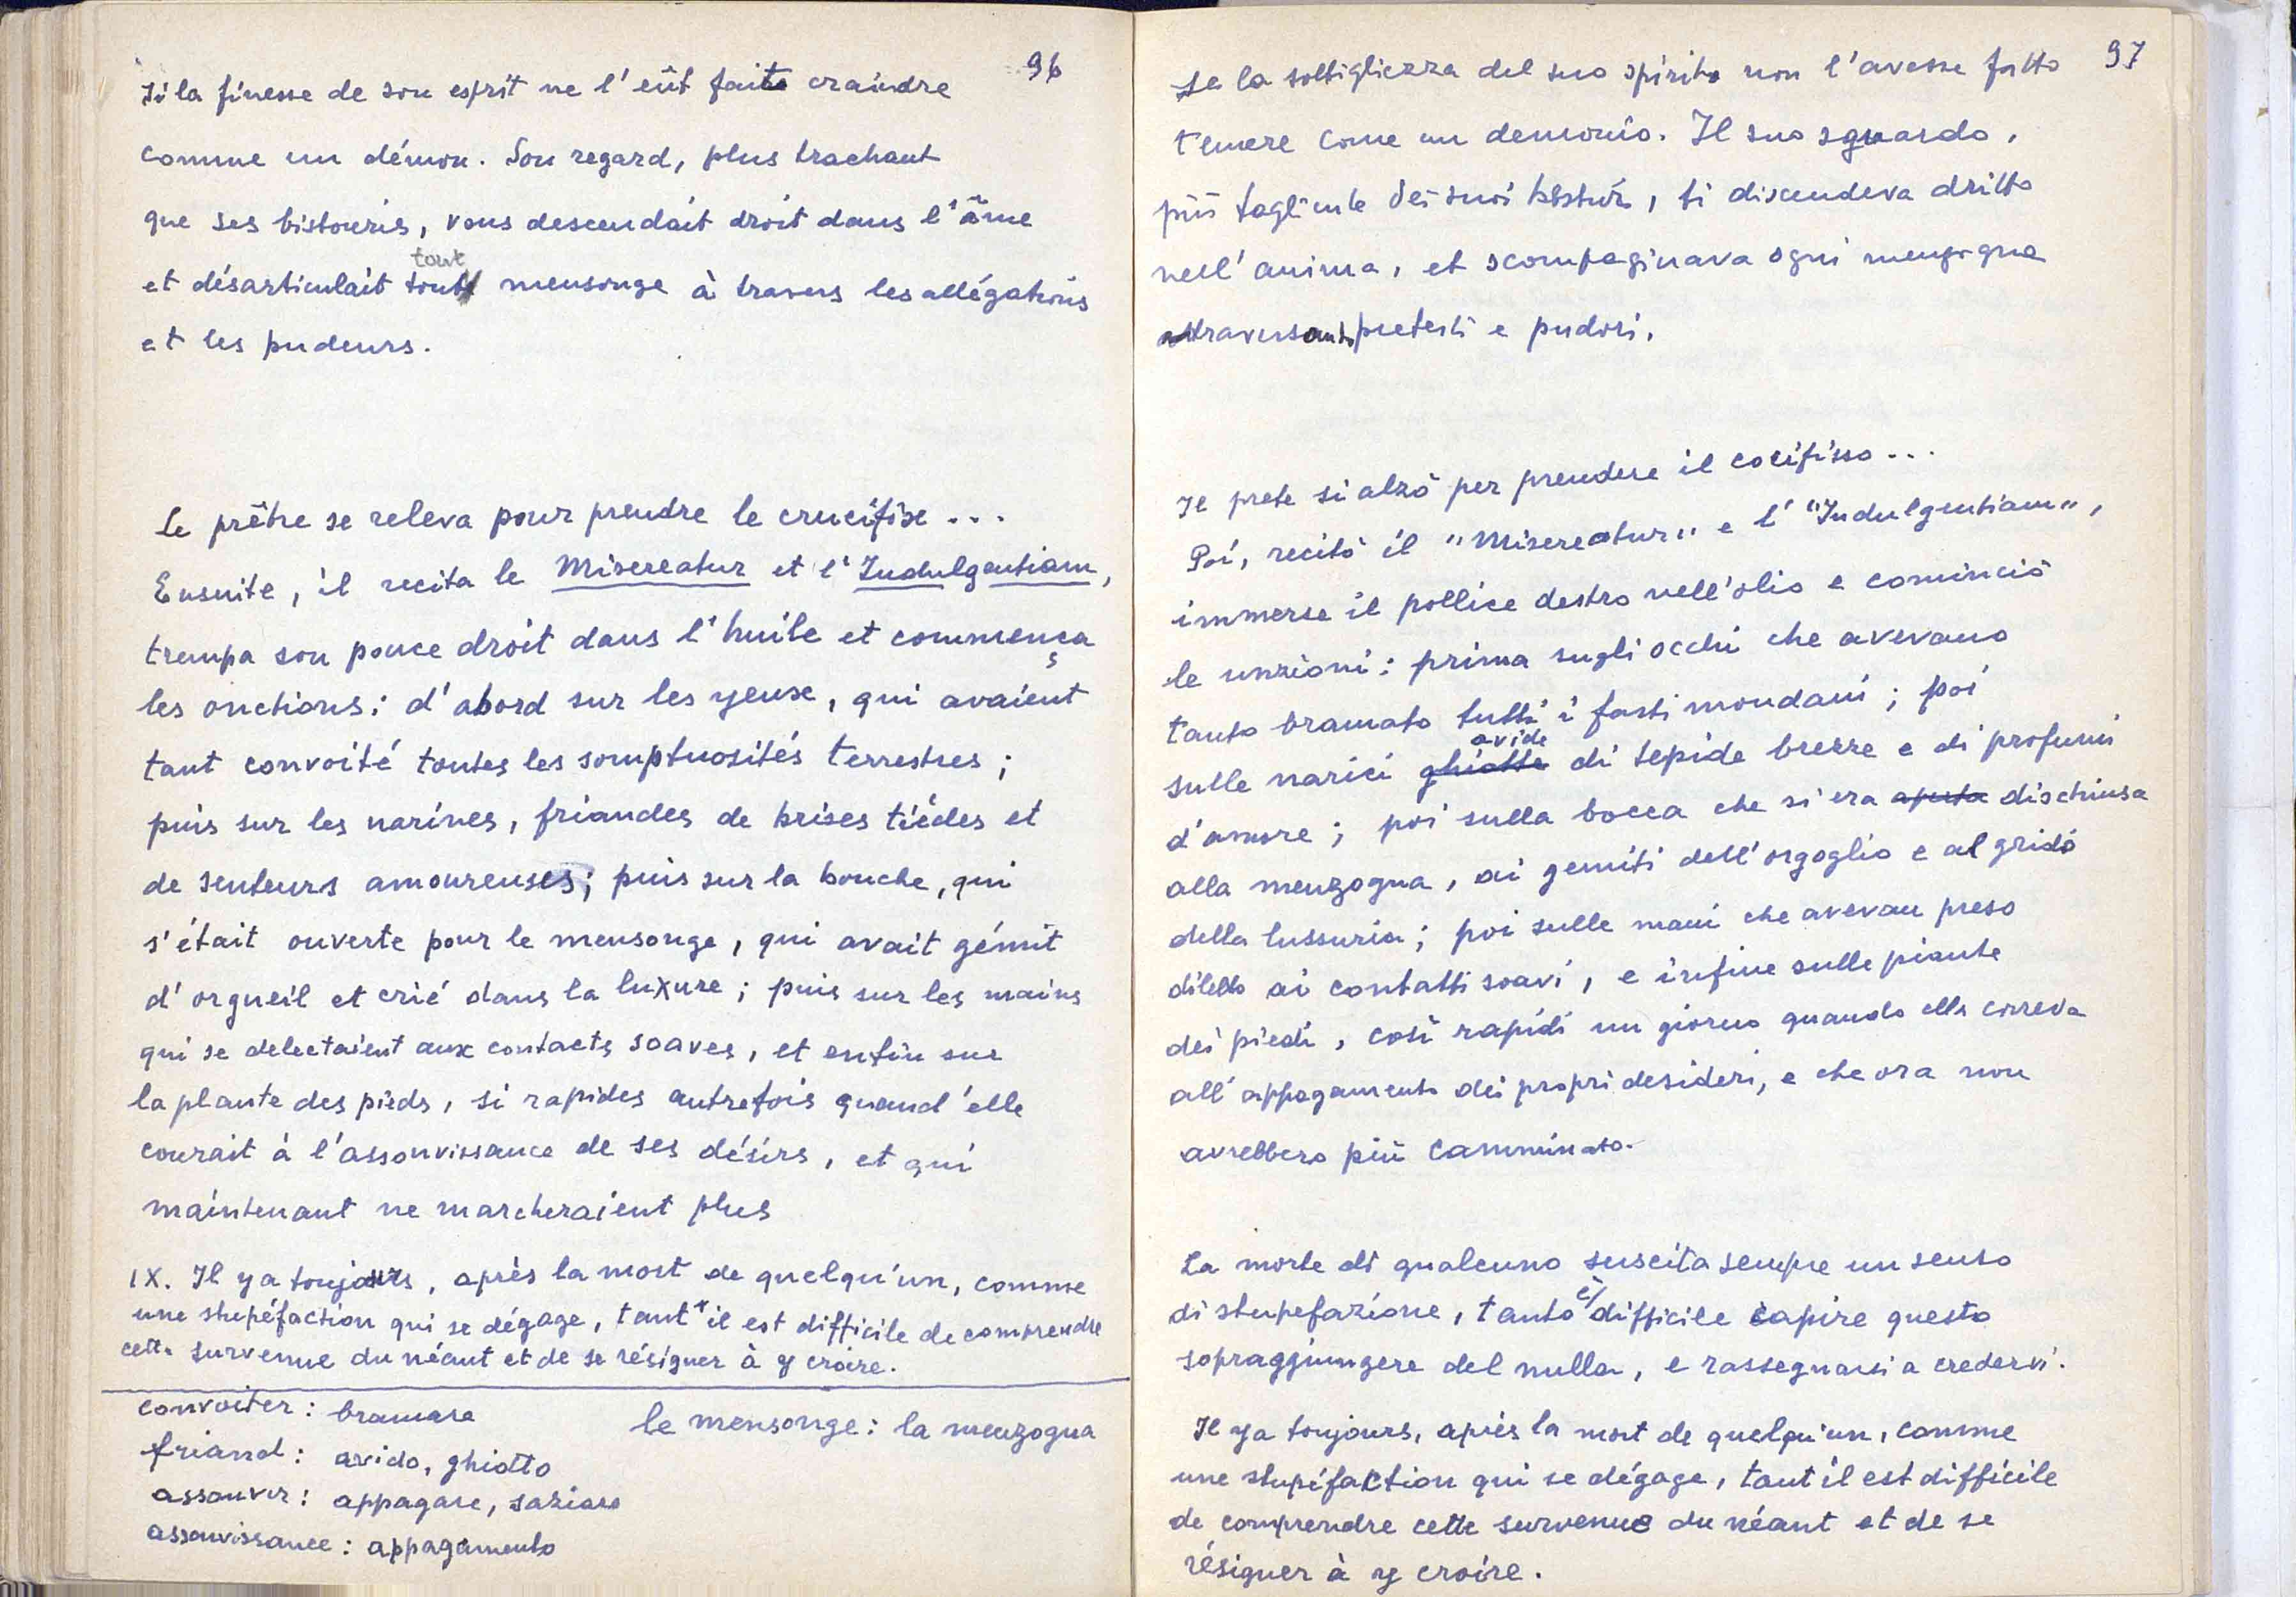 96
si la finesse de son esprit ne l'eût faite craindre
comme un démon. Son regard, plus trachant
que ses bistouris, vous descendait droit dans l'âme
tout
et désarticulait tout mensonge à travers les allégations
et les pudeurs.
Le prêtre se releva pour prendre le crucifix...
Ensuite, il recita le Misereatur et l'Indulgentiam,
trempa son pouce droit dans l'huile et commença
les onctions: d'abord sur les yeux, qui avaient
tant convoité toutes les somptuosités terrestres;
puis sur les narines, friandes de brises tièdes et
de senteurs amoureuses; puis sur la bouche, qui
s'était ouverte pour le mensonge, qui avait gémit
d'orgueil et crié dans la luxure; puis sur les mains
qui se delectaient aux contacts soaves, et enfin sur
la plante des pieds, si rapides autrefois quand'elle
courait à l'assouvissance de ses désirs, et qui
maintenant ne marcheraient plus
IX. Il y a toujours, après la mort de quelqu'un, comme
une stupéfaction qui se dégage, tant il est difficile de comprendre
cette survenue du néant et de se résigner à y croire.
convoiter: bramare
le mensonge: la menzogna
friand: avido, ghiotto
assouvir: appagare, saziare
assouvissance: appagamento
97
se la sottigliezza del suo spirito non l'avesse fatto
temere come un demonio. Il suo sguardo,
più tagliente dei suoi bisturi, ti discendeva dritto
nell'anima, et scompaginava ogni menzogna
attraverso pretesti e pudori.
Il prete si alzò per prendere il cocifisso...
Poi, recitò il "Misereatur" e l'"Indulgentiam",
immerse il pollice destro nell'olio e cominciò
le unzioni: prima sugli occhi che avevano
tanto bramato tutti i fasti mondani; poi
avide
sulle narici ghiotte di tepide brezze e di profumi
d'amore; poi sulla bocca che si era aperta dischiusa
alla menzogna, ai gemiti dell'orgoglio e al grido
della lussuria; poi sulle mani che avevan preso
diletto ai contatti soavi, e infine sulle piante
dei piedi, così rapidi un giorno quando ella correva
all'appagamento dei propri desideri, e che ora non
avrebbero più camminato.
La morte di qualcuno suscita sempre un senso
di stupefazione, tanto è difficile capire questo
sopraggiungere del nulla, e rassegnarsi a credervi.
Il y a toujours, après la mort de quelqu'un, comme
une stupéfaction qui se dégage, tant il est difficile
de comprendre cette survenue du néant et de se
résigner à y croire.